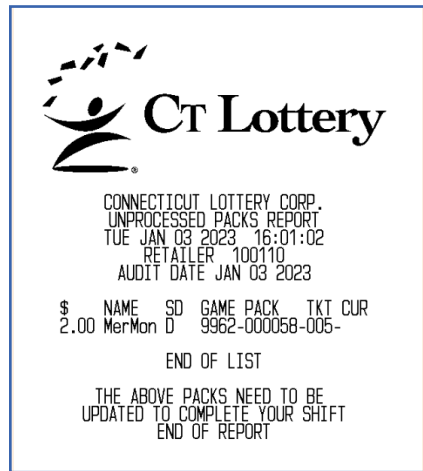 CT Lottery
®
CONNECTICUT LOTTERY CORP.
UNPROCESSED PACKS REPORT
TUE JAN 03 2023 16:01:02
RETAILER 100110
AUDIT DATE JAN 03 2023
$ NAME SD GAME PACK TKT CUR
2.00 MerMon D 9962-000058-005-
END OF LIST
THE ABOVE PACKS NEED TO BE
UPDATED TO COMPLETE YOUR SHIFT
END OF REPORT